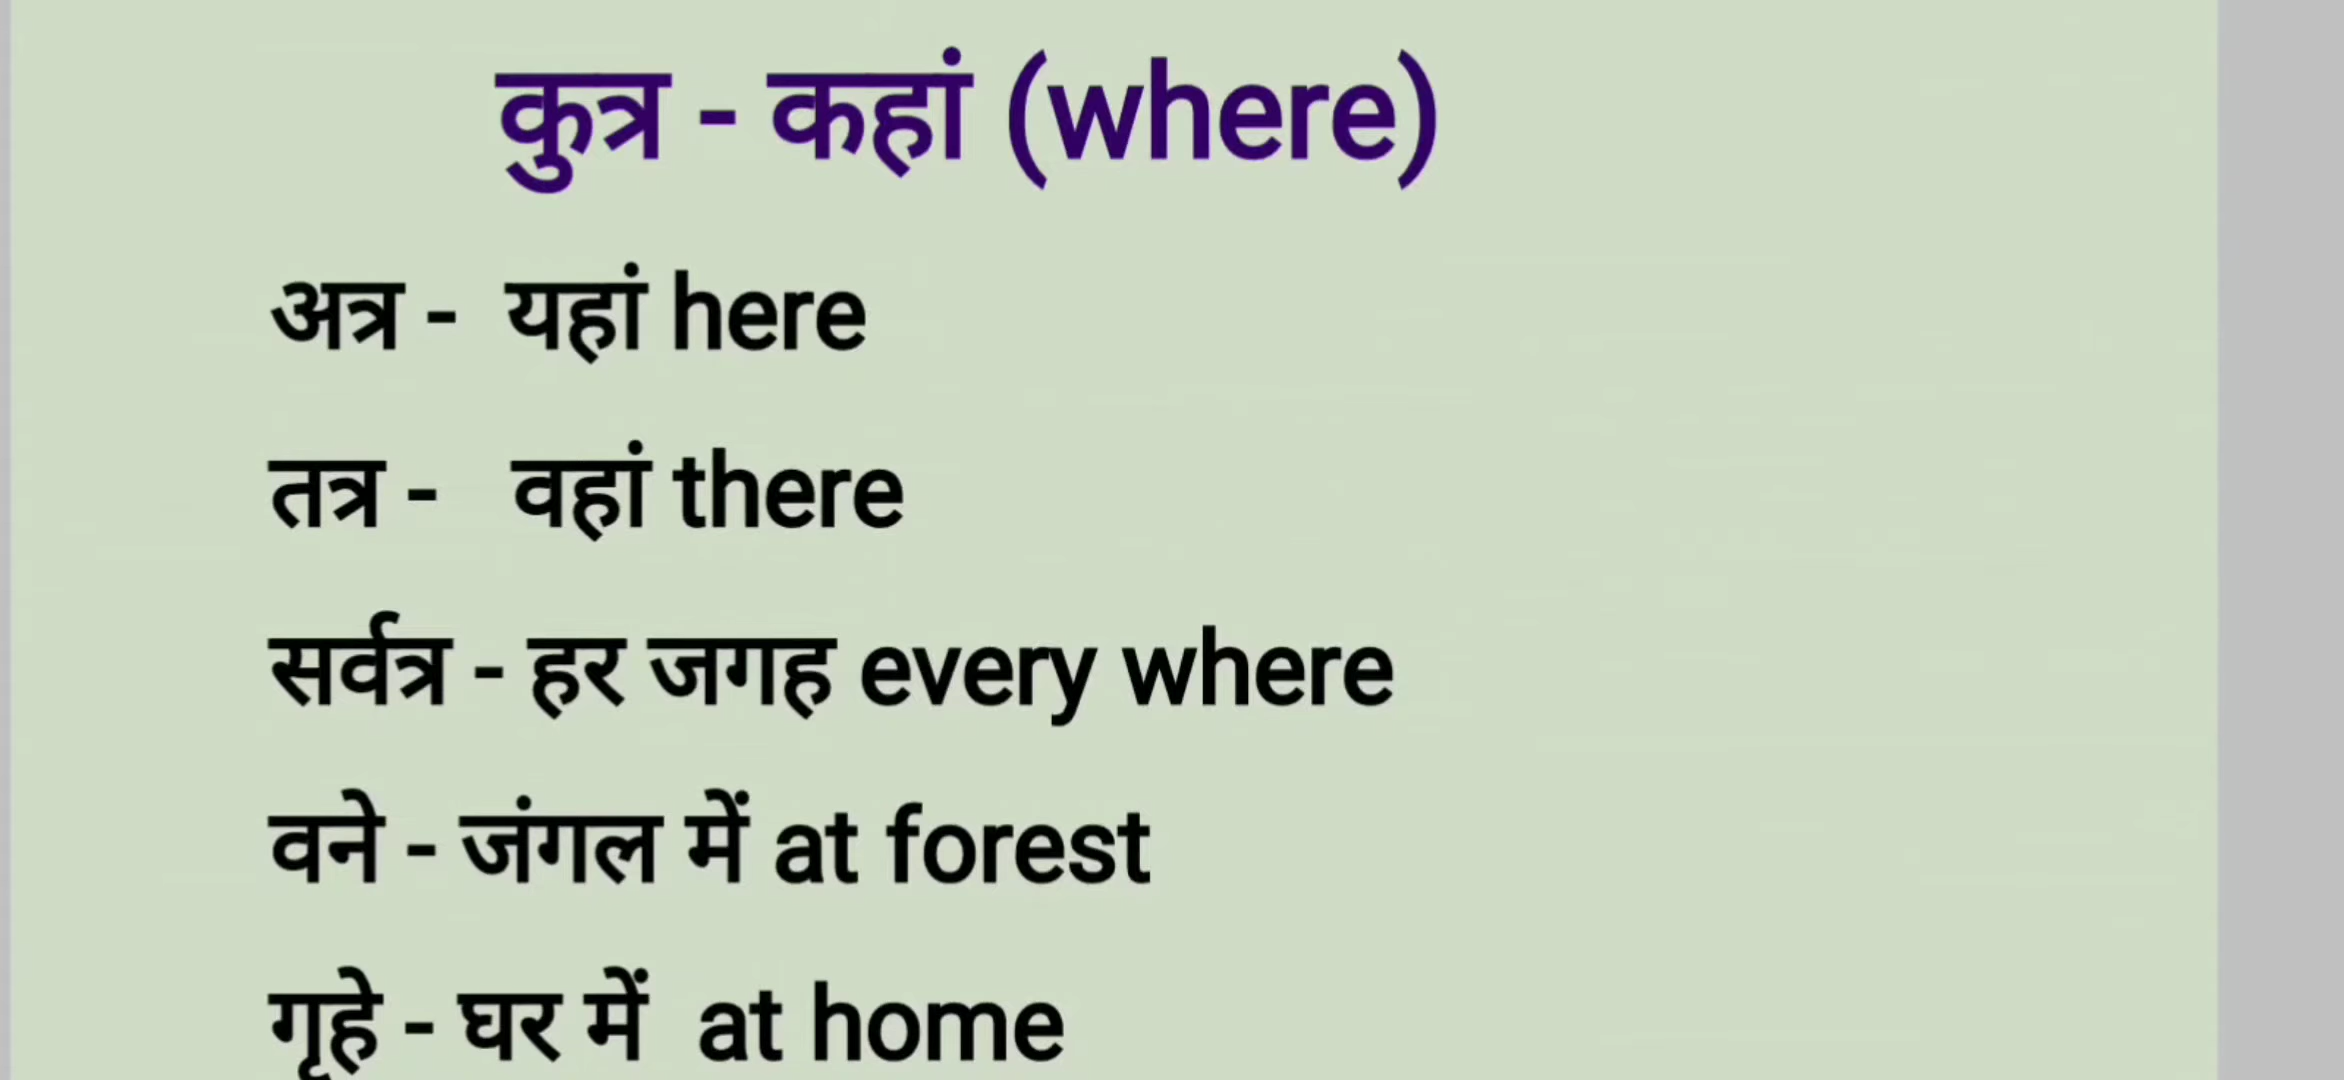 कुत्र - कहां (where)
अत्र - यहां here
तत्र - वहां there
सर्वत्र - हर जगह every where
वने - जंगल में at forest
गृहे - घर में at home